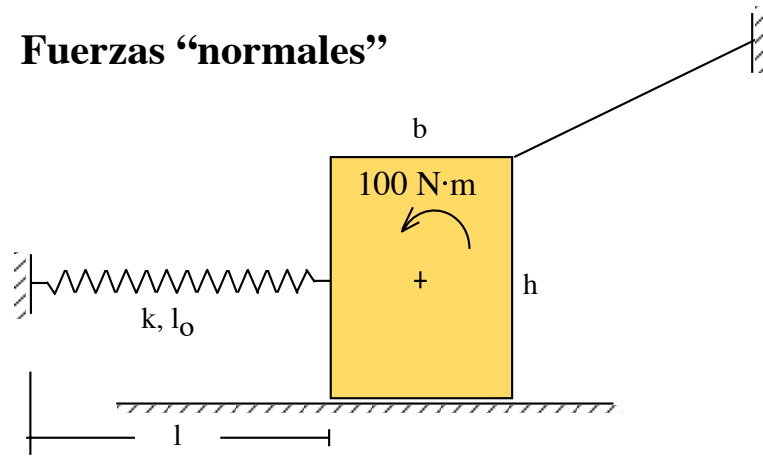 Fuerzas “normales”
b
100 N·m
+
h
k, lo
l